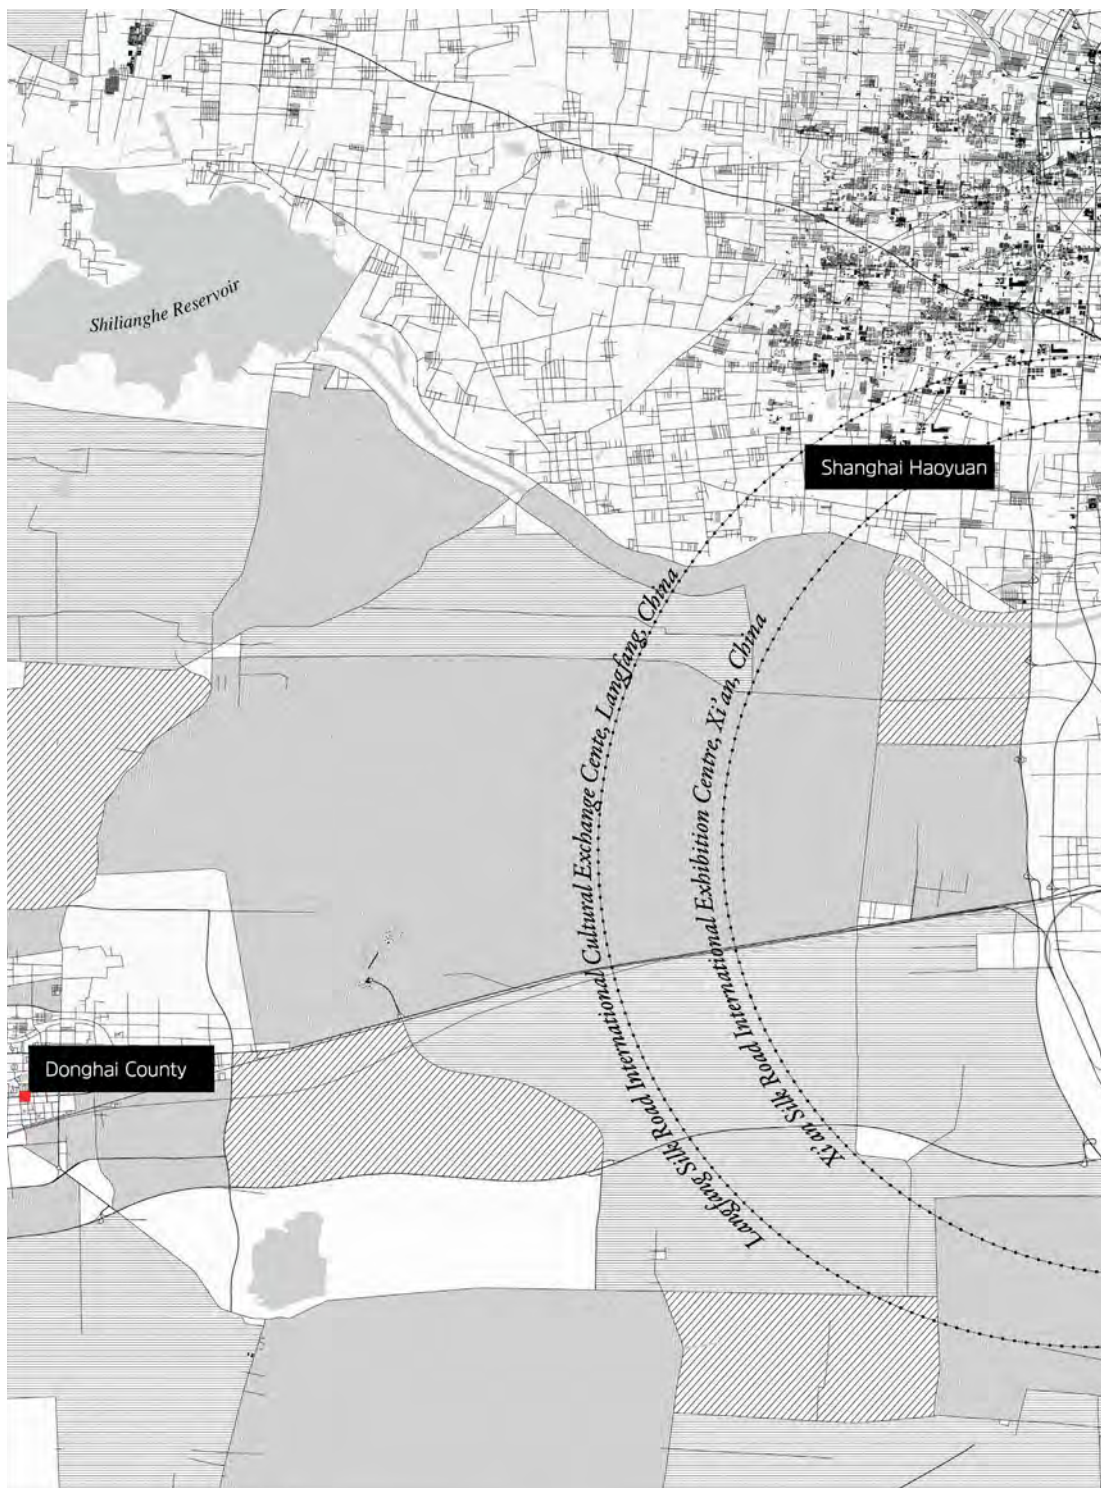 Shilianghe Reservoir
Shanghai Haoyuan
Langfang Silk Road International Cultural Exchange Cente, Langfang, China
Xi'an Silk Road International Exhibition Centre, Xi'an, China
Donghai County